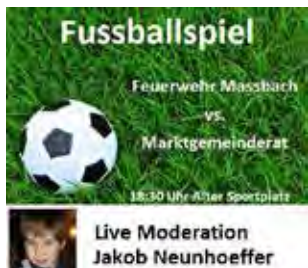 Fussballspiel
Feuerwehr Massbach
vs.
Marktgemeinderat
18:30 Uhr Alter Sportplatz
Live Moderation
Jakob Neunhoeffer